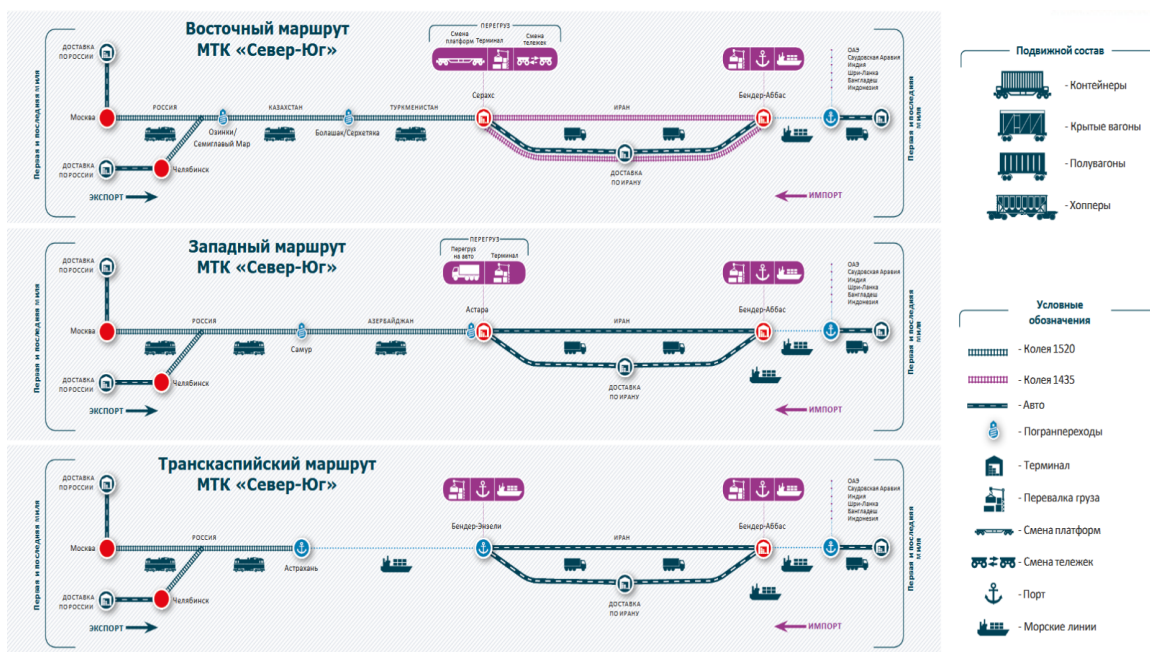 Восточный маршрут
МТК «Север-Юг»
ПЕРЕГРУЗ
Смена
платформ
Терминал
Смена
тележек
ДОСТАВКА
ПО РОССИИ
Первая и последняя миля
Москва
РОССИЯ
КАЗАХСТАН
ТУРКМЕНИСТАН
Серахс
ИРАН
Бендер-Аббас
ОАЭ
Саудовская Аравия
Индия
Шри-Ланка
Бангладеш
Индонезия
Первая и последняя
миля
Озинки/
Семиглавый Мар
Болашак/Серхетяка
ДОСТАВКА
ПО РОССИИ
Челябинск
ДОСТАВКА
ПО ИРАНУ
ЭКСПОРТ
ИМПОРТ
Западный маршрут
МТК «Север-Юг»
ПЕРЕГРУЗ
Перегруз
на авто
Терминал
ДОСТАВКА
ПО РОССИИ
Первая и последняя миля
Москва
РОССИЯ
АЗЕРБАЙДЖАН
Астара
ИРАН
Бендер-Аббас
ОАЭ
Саудовская Аравия
Индия
Шри-Ланка
Бангладеш
Индонезия
Первая и последняя
миля
Самур
ДОСТАВКА
ПО РОССИИ
Челябинск
ДОСТАВКА
ПО ИРАНУ
ЭКСПОРТ
ИМПОРТ
Транскаспийский маршрут
МТК «Север-Юг»
ДОСТАВКА
ПО РОССИИ
Первая и последняя миля
Москва
РОССИЯ
Астрахань
Бендер-Энзели
ИРАН
Бендер-Аббас
ОАЭ
Саудовская Аравия
Индия
Шри-Ланка
Бангладеш
Индонезия
Первая и последняя
миля
ДОСТАВКА
ПО РОССИИ
Челябинск
ДОСТАВКА
ПО ИРАНУ
ЭКСПОРТ
ИМПОРТ
Подвижной состав
- Контейнеры
- Крытые вагоны
- Полувагоны
- Хопперы
Условные
обозначения
- Колея 1520
- Колея 1435
- Авто
- Погранпереходы
- Терминал
- Перевалка груза
- Смена платформ
- Смена тележек
- Порт
- Морские линии